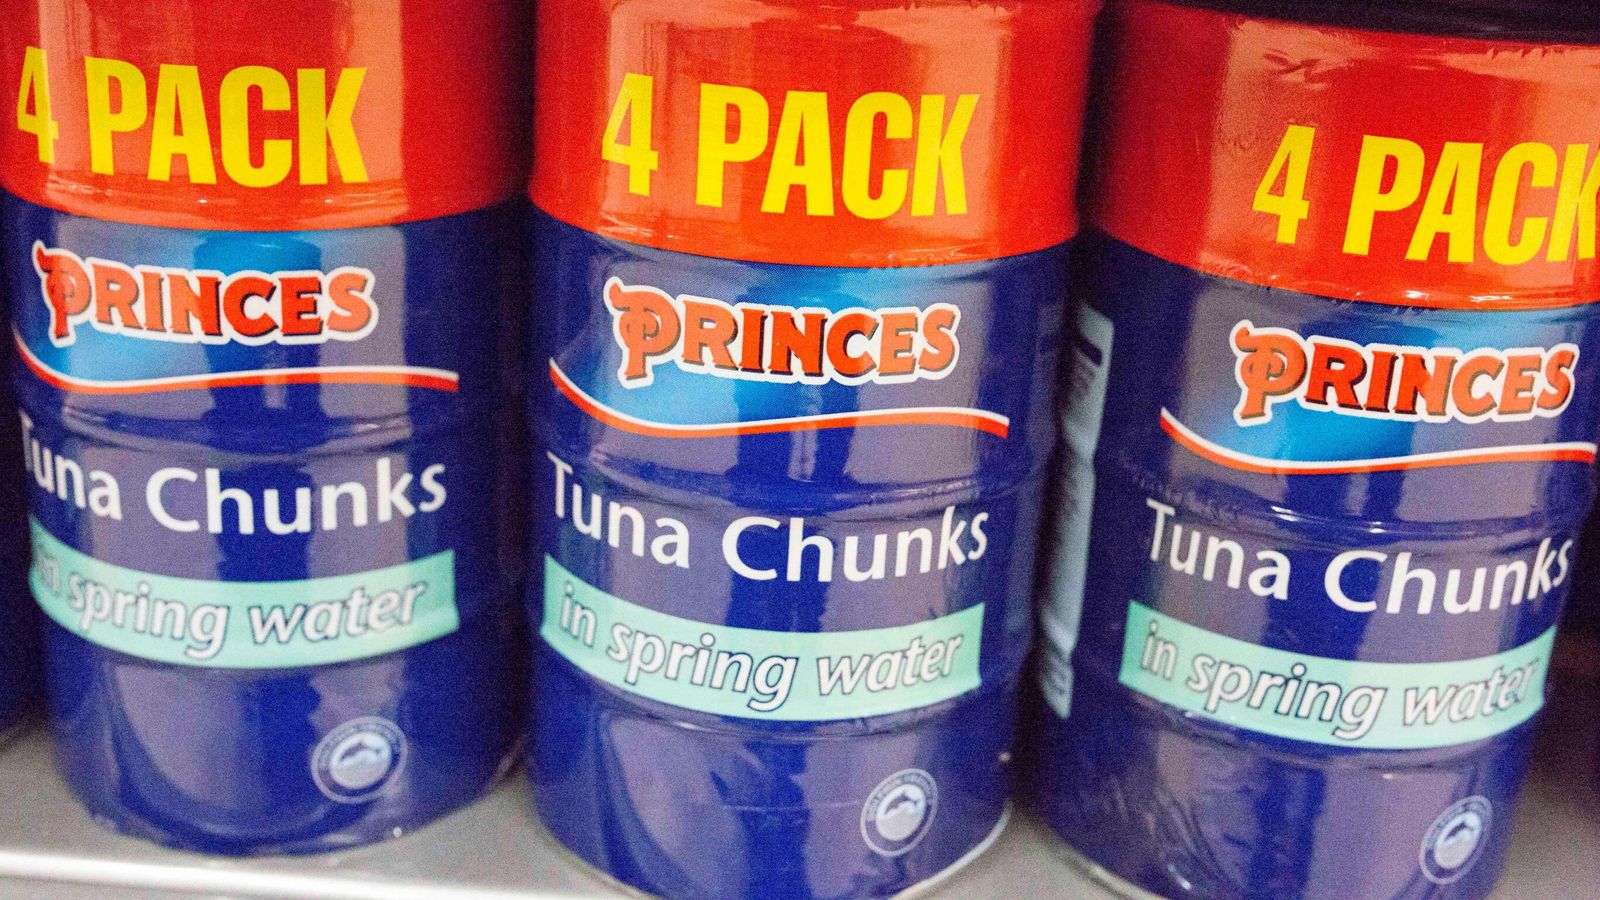 4 PACK
PRINCES
Tuna Chunks
in spring water
4 PACK
PRINCES
Tuna Chunks
in spring water
4 PACK
PRINCES
Tuna Chunks
in spring water